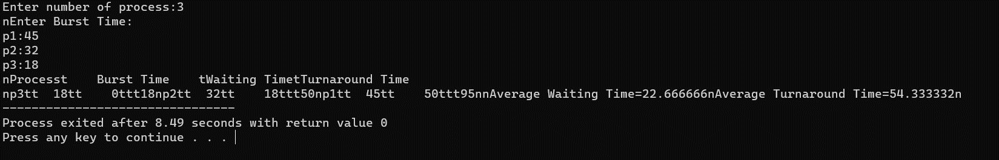 Enter number of process:3
nEnter Burst Time:
p1:45
p2:32
p3:18
nProcesst    Burst Time    tWaiting TimetTurnaround Time
np3tt  18tt    0ttt18np2tt  32tt    18ttt50np1tt  45tt    50ttt95nnAverage Waiting Time=22.666666nAverage Turnaround Time=54.333332n
--------------------------------
Process exited after 8.49 seconds with return value 0
Press any key to continue . . .